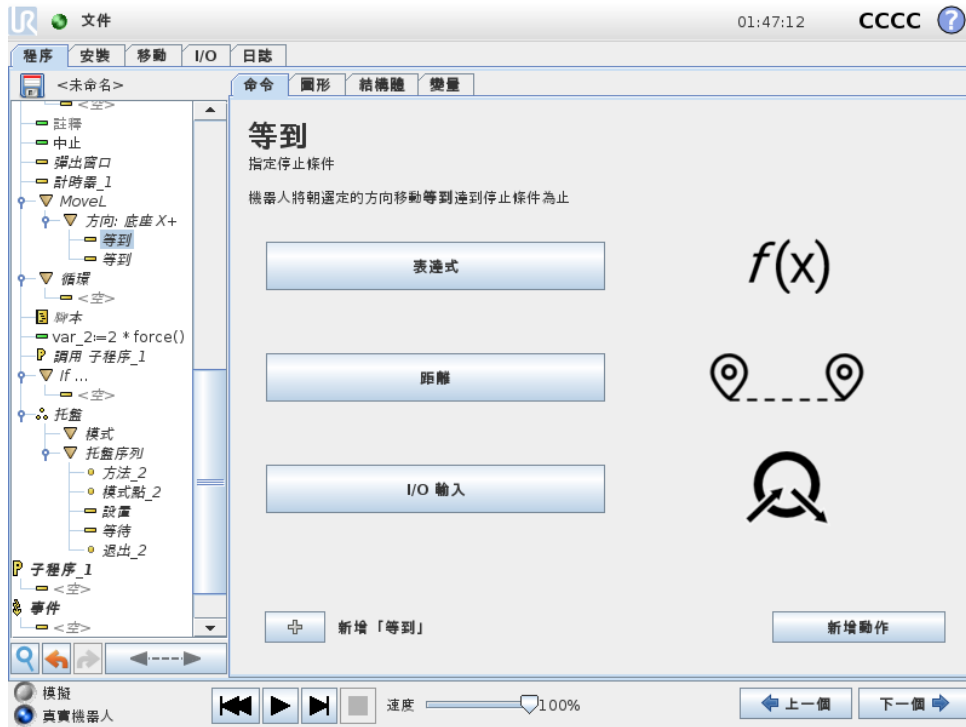 UR 文件 01:47:12 CCCC ?
程序 安裝 移動 I/O 日誌
<未命名>
命令 圖形 結構體 變量
<空>
註釋
中止
彈出窗口
計時器_1
MoveL
方向: 底座 X+
等到
等到
循環
<空>
腳本
var_2:=2 * force()
P 調用 子程序_1
If ...
<空>
托盤
模式
托盤序列
方法_2
模式點_2
設置
等待
退出_2
P 子程序_1
<空>
事件
<空>
等到
指定停止條件
機器人將朝選定的方向移動等到達到停止條件為止
表達式
f(x)
距離
I/O 輸入
新增「等到」
新增動作
模擬
真實機器人
速度 100%
上一個
下一個